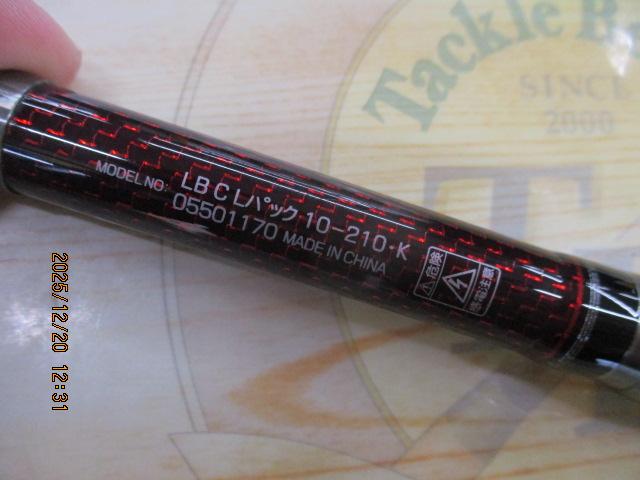 Tackle Be
SINCE
2000
MODEL NO: LBC Lパック 10-210・K
05501170 MADE IN CHINA
危険
感電注意
2025/12/20 12:31